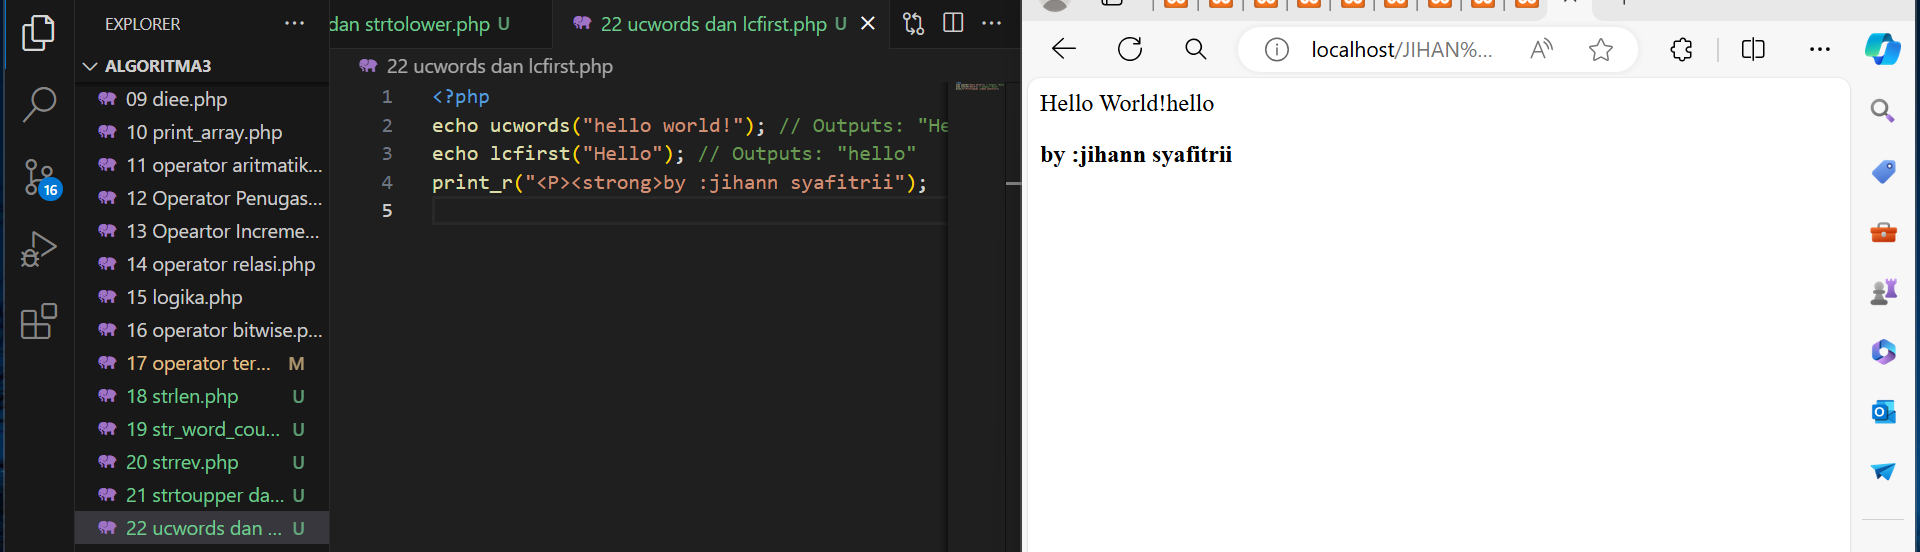 EXPLORER
ALGORITMA3
09 diee.php
10 print_array.php
11 operator aritmatik...
12 Operator Penugas...
13 Opeartor Increme...
14 operator relasi.php
15 logika.php
16 operator bitwise.p...
17 operator ter... M
18 strlen.php U
19 str_word_cou... U
20 strrev.php U
21 strtoupper da... U
22 ucwords dan ... U
16
dan strtolower.php U
22 ucwords dan lcfirst.php U
22 ucwords dan lcfirst.php
1 <?php
2 echo ucwords("hello world!"); // Outputs: "He
3 echo lcfirst("Hello"); // Outputs: "hello"
4 print_r("<P><strong>by :jihann syafitrii");
5
localhost/JIHAN%...
Hello World!hello
by :jihann syafitrii